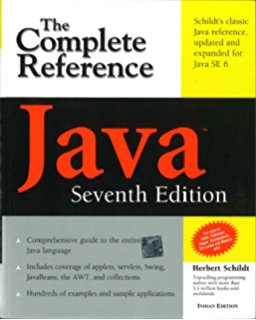 The
Complete
Reference
Schildt's classic
Java reference,
updated and
expanded for
Java SE 6
Java™
Seventh Edition
Comprehensive guide to the entire
Java language
Includes coverage of applets, servlets, Swing,
JavaBeans, the AWT, and collections
Hundreds of examples and sample applications
Herbert Schildt
Top-selling programming
author with more than
3.5 million books sold
worldwide
INDIAN EDITION